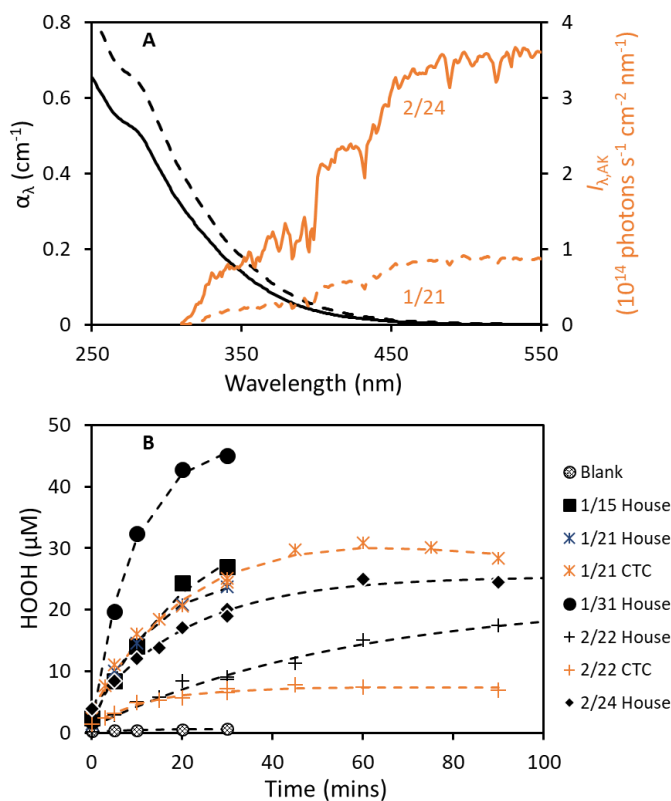 A
0.8
0.6
0.4
0.2
0
α_λ (cm⁻¹)
4
3
2
1
0
I_λ,AK
(10¹⁴ photons s⁻¹ cm⁻² nm⁻¹)
2/24
1/21
250 350 450 550
Wavelength (nm)
B
50
40
30
20
10
0
HOOH (μM)
0 20 40 60 80 100
Time (mins)
Blank
1/15 House
1/21 House
1/21 CTC
1/31 House
2/22 House
2/22 CTC
2/24 House